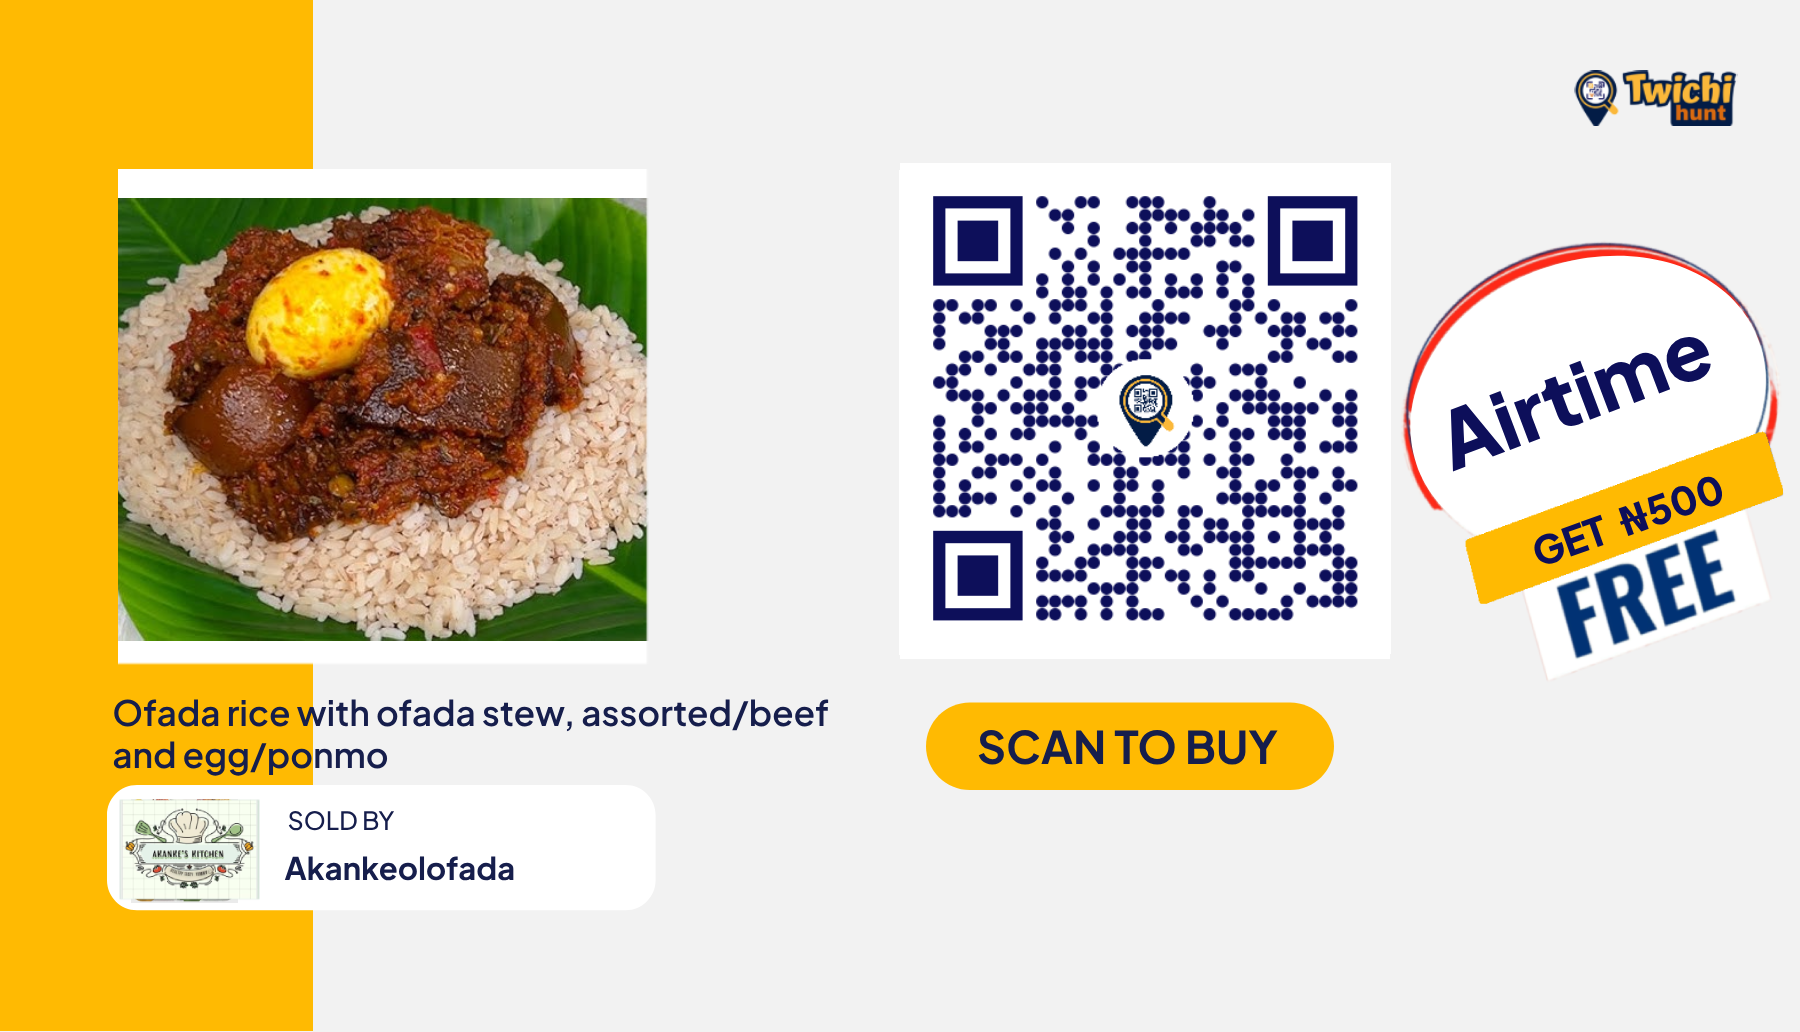 Twichi
hunt
Airtime
GET ₦500
FREE
Ofada rice with ofada stew, assorted/beef
and egg/ponmo
SCAN TO BUY
SOLD BY
Akankeolofada
AKANKE'S KITCHEN